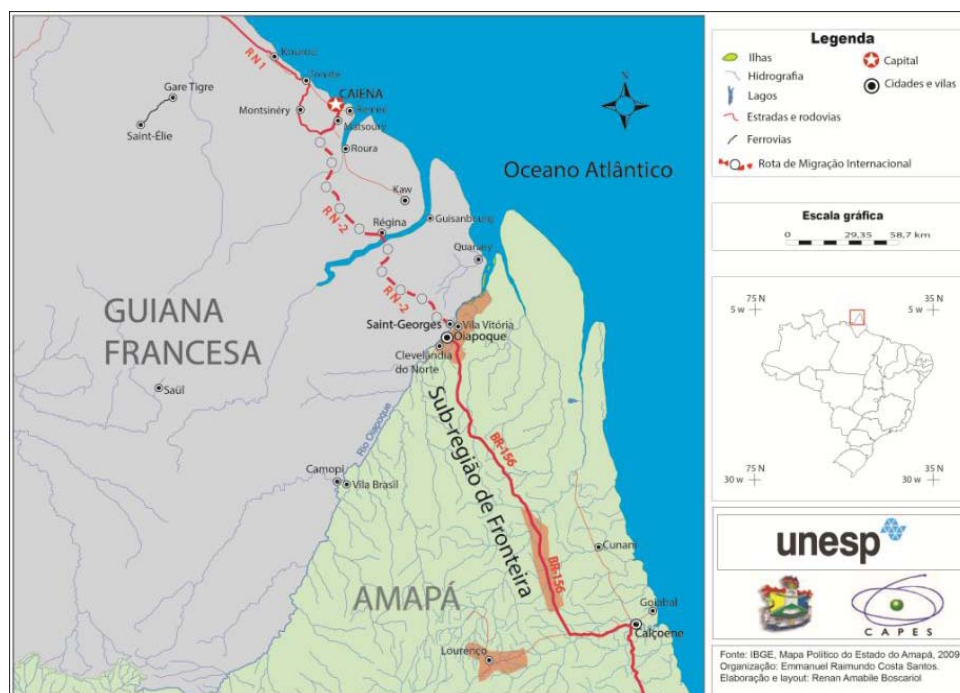 RN1
Kourou
Gare Tigre
Saint-Élie
Montsinéry
CAIENA
Matsoury
Roura
Kaw
RN-2
Régina
Guisanbourg
RN-2
Quanary
Oceano Atlântico
N
GUIANA
FRANCESA
Saint-Georges
Vila Vitória
Oiapoque
Clevelândia
do Norte
Saül
Rio Oiapoque
Camopi
Vila Brasil
Sub-região de Fronteira
BR-156
BR-156
Cunani
AMAPÁ
Goiabal
Calçoene
Lourenço
Legenda
Ilhas
Hidrografia
Lagos
Estradas e rodovias
Ferrovias
Rota de Migração Internacional
Capital
Cidades e vilas
Escala gráfica
0 29,35 58,7 km
75 N
5 w
35 N
5 w
75 N
30 w
35 N
30 w
unesp
CAPES
Fonte: IBGE, Mapa Político do Estado do Amapá, 2009
Organização: Emmanuel Raimundo Costa Santos.
Elaboração e layout: Renan Amabile Boscariol